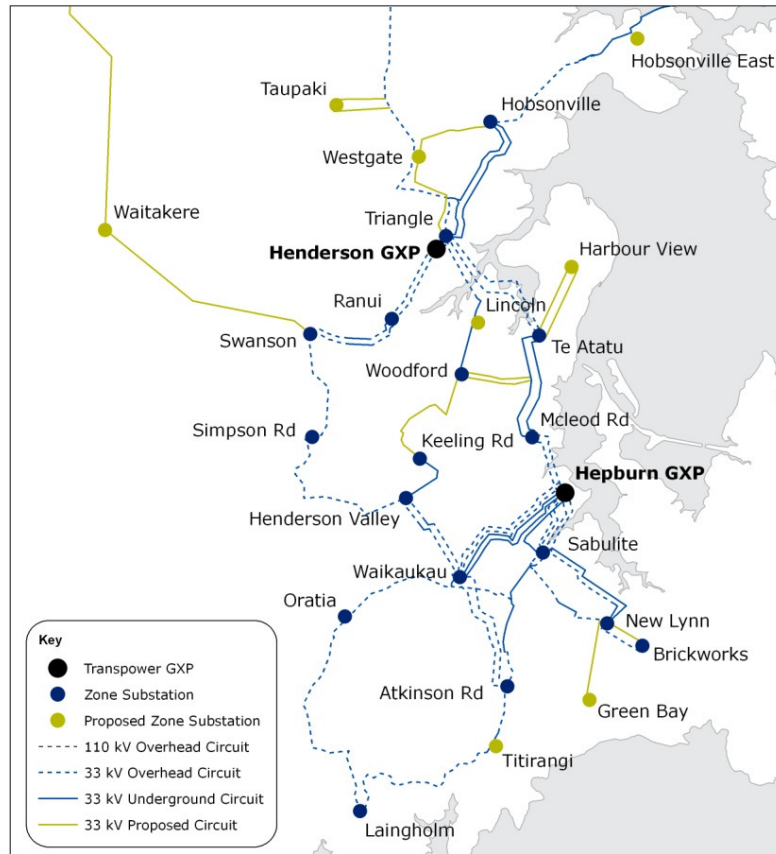 Hobsonville East
Taupaki
Hobsonville
Westgate
Waitakere
Triangle
Henderson GXP
Harbour View
Ranui
Lincoln
Swanson
Te Atatu
Woodford
Mcleod Rd
Simpson Rd
Keeling Rd
Hepburn GXP
Henderson Valley
Sabulite
Waikaukau
Oratia
New Lynn
Brickworks
Atkinson Rd
Green Bay
Titirangi
Laingholm
Key
Transpower GXP
Zone Substation
Proposed Zone Substation
110 kV Overhead Circuit
33 kV Overhead Circuit
33 kV Underground Circuit
33 kV Proposed Circuit